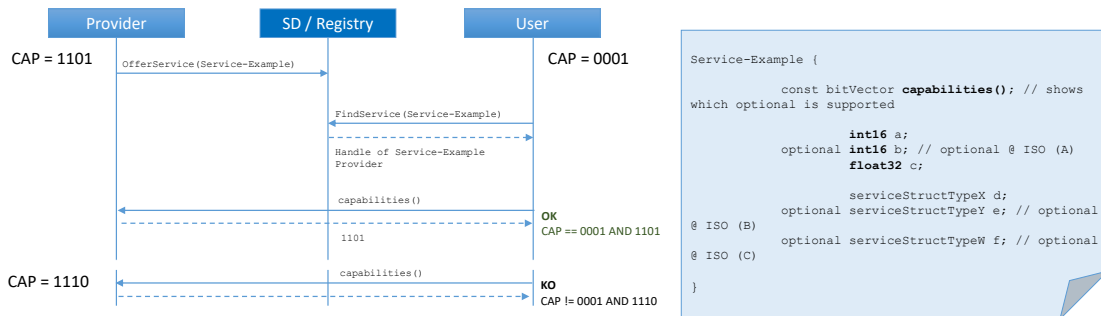 Provider
SD / Registry
User
CAP = 1101
OfferService(Service-Example)
CAP = 0001
FindService(Service-Example)
Handle of Service-Example
Provider
capabilities()
OK
CAP == 0001 AND 1101
1101
CAP = 1110
capabilities()
KO
CAP != 0001 AND 1110
Service-Example {
const bitVector capabilities(); // shows
which optional is supported
int16 a;
optional int16 b; // optional @ ISO (A)
float32 c;
serviceStructTypeX d;
optional serviceStructTypeY e; // optional
@ ISO (B)
optional serviceStructTypeW f; // optional
@ ISO (C)
}